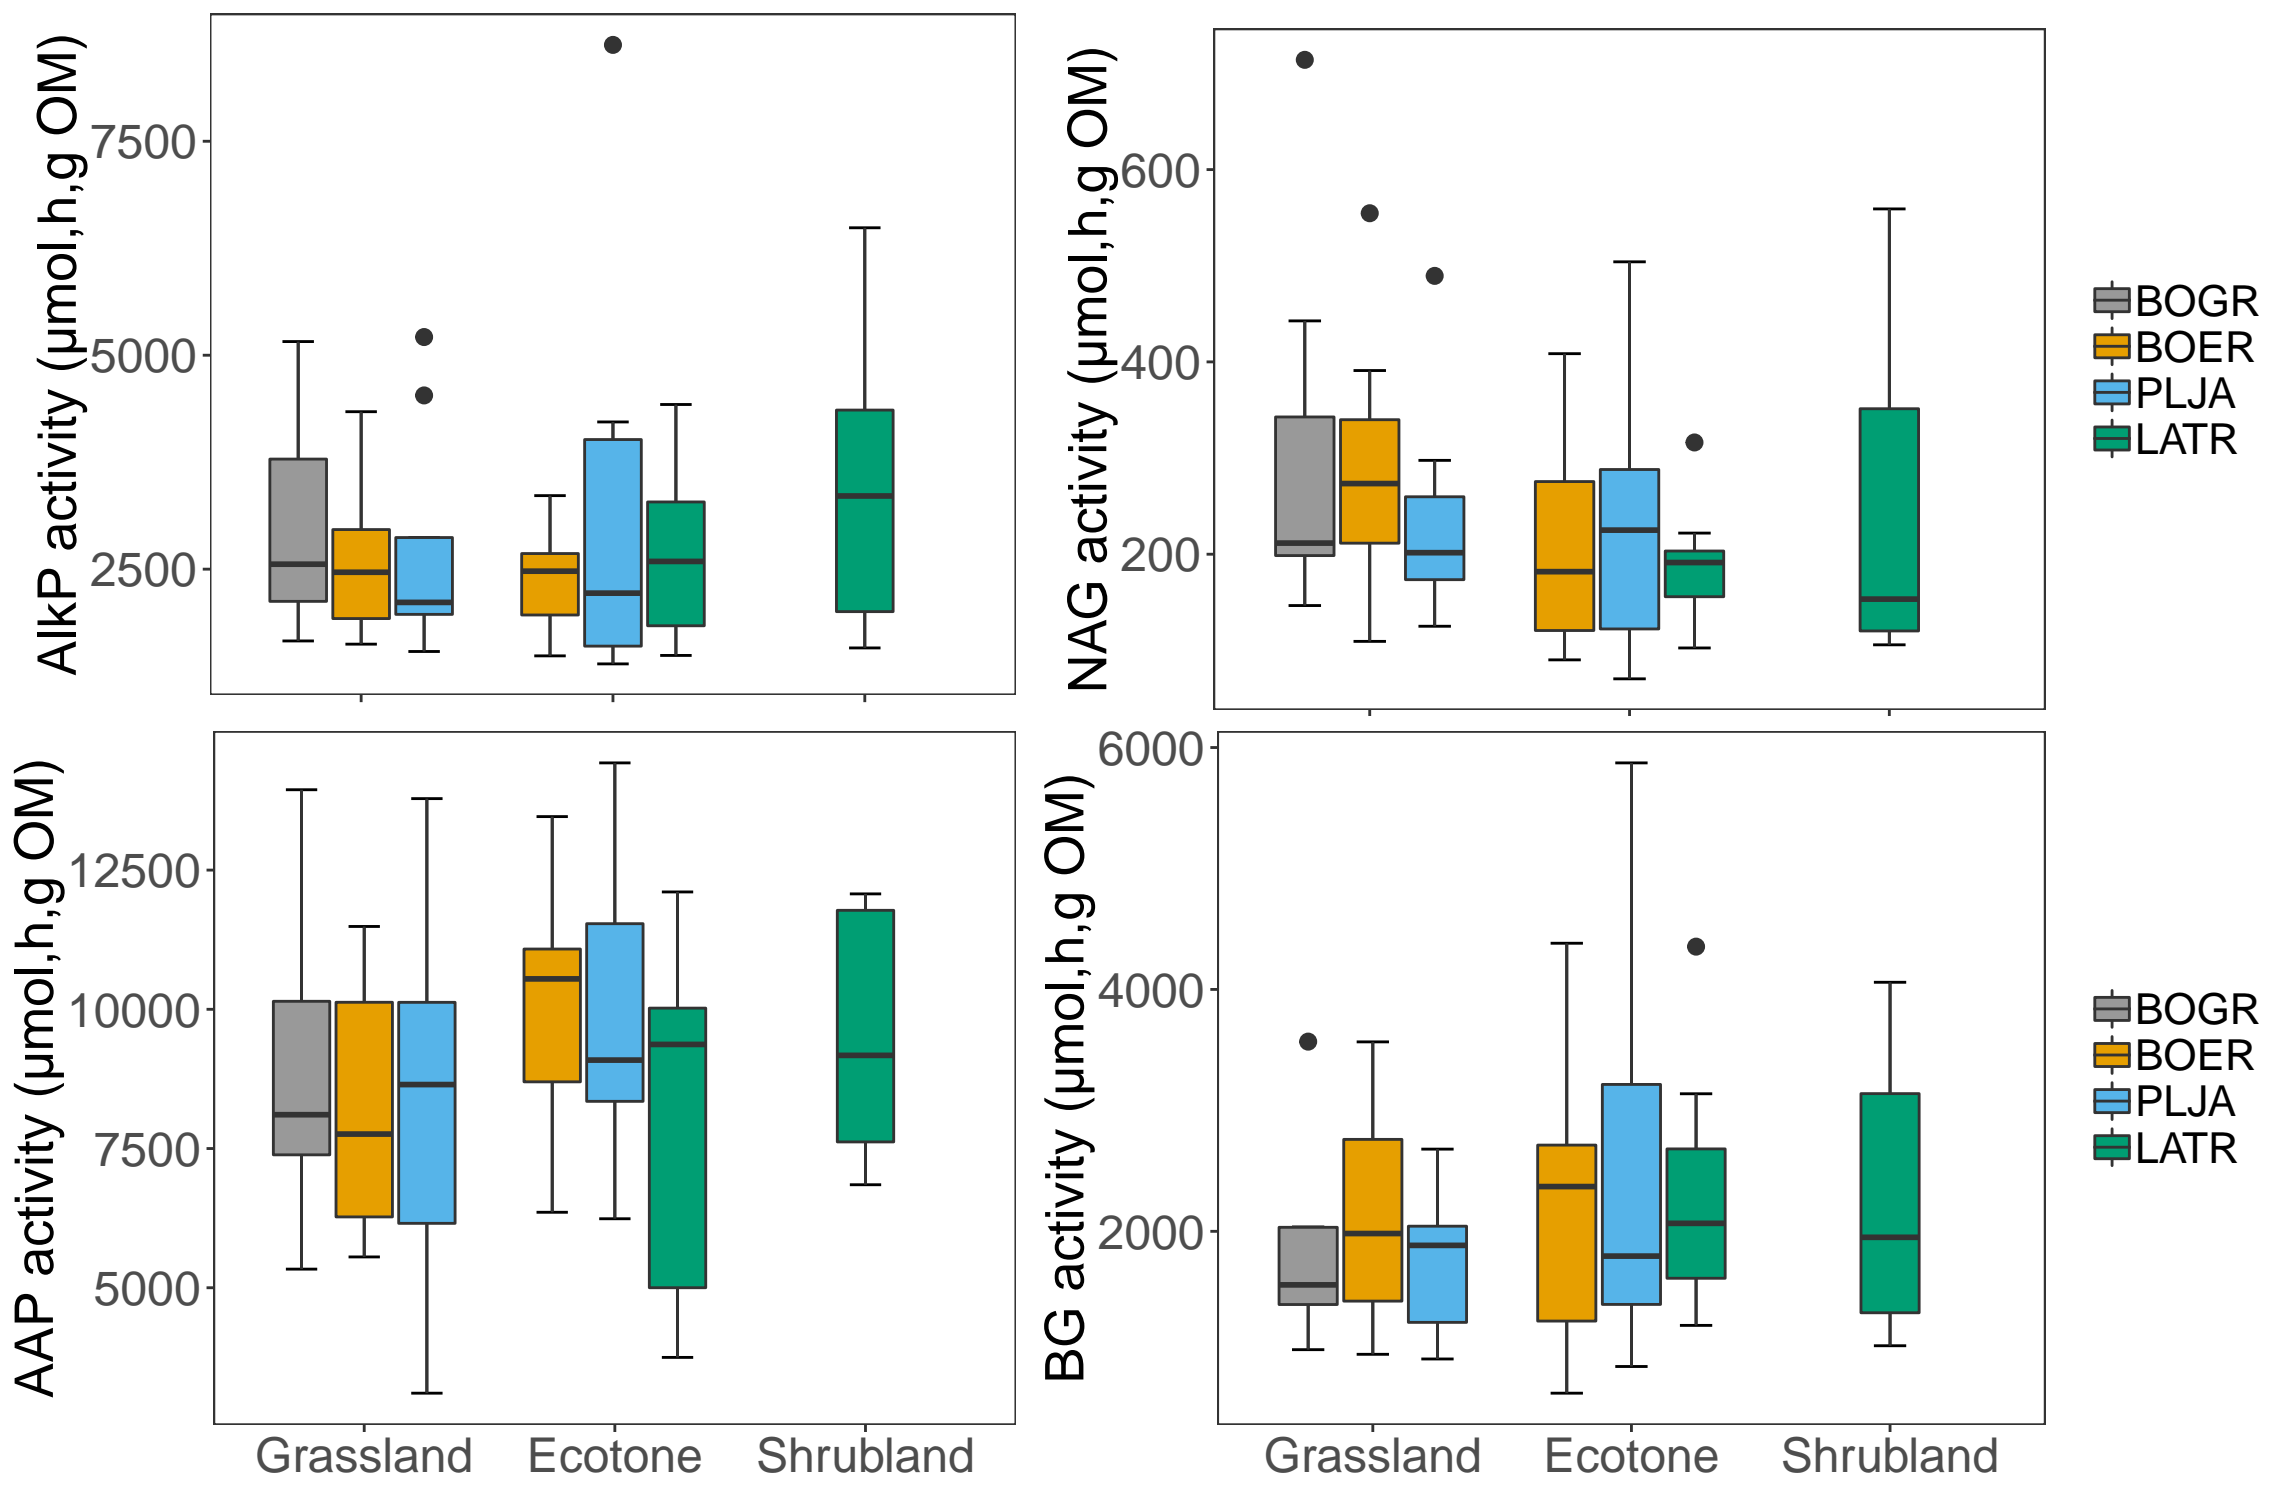 AlkP activity (µmol,h,g OM)
7500
5000
2500
NAG activity (µmol,h,g OM)
600
400
200
BOGR
BOER
PLJA
LATR
AAP activity (µmol,h,g OM)
12500
10000
7500
5000
Grassland
Ecotone
Shrubland
BG activity (µmol,h,g OM)
6000
4000
2000
Grassland
Ecotone
Shrubland
BOGR
BOER
PLJA
LATR